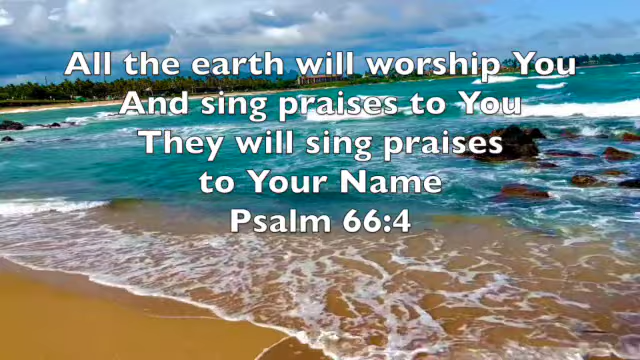 All the earth will worship You
And sing praises to You
They will sing praises
to Your Name
Psalm 66:4